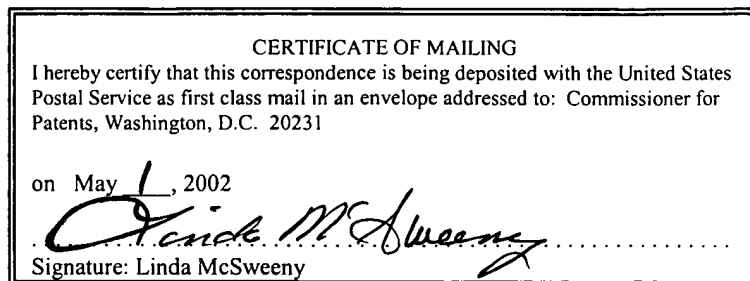 CERTIFICATE OF MAILING
I hereby certify that this correspondence is being deposited with the United States
Postal Service as first class mail in an envelope addressed to: Commissioner for
Patents, Washington, D.C. 20231
on May 1, 2002
Linda McSweeny
Signature: Linda McSweeny